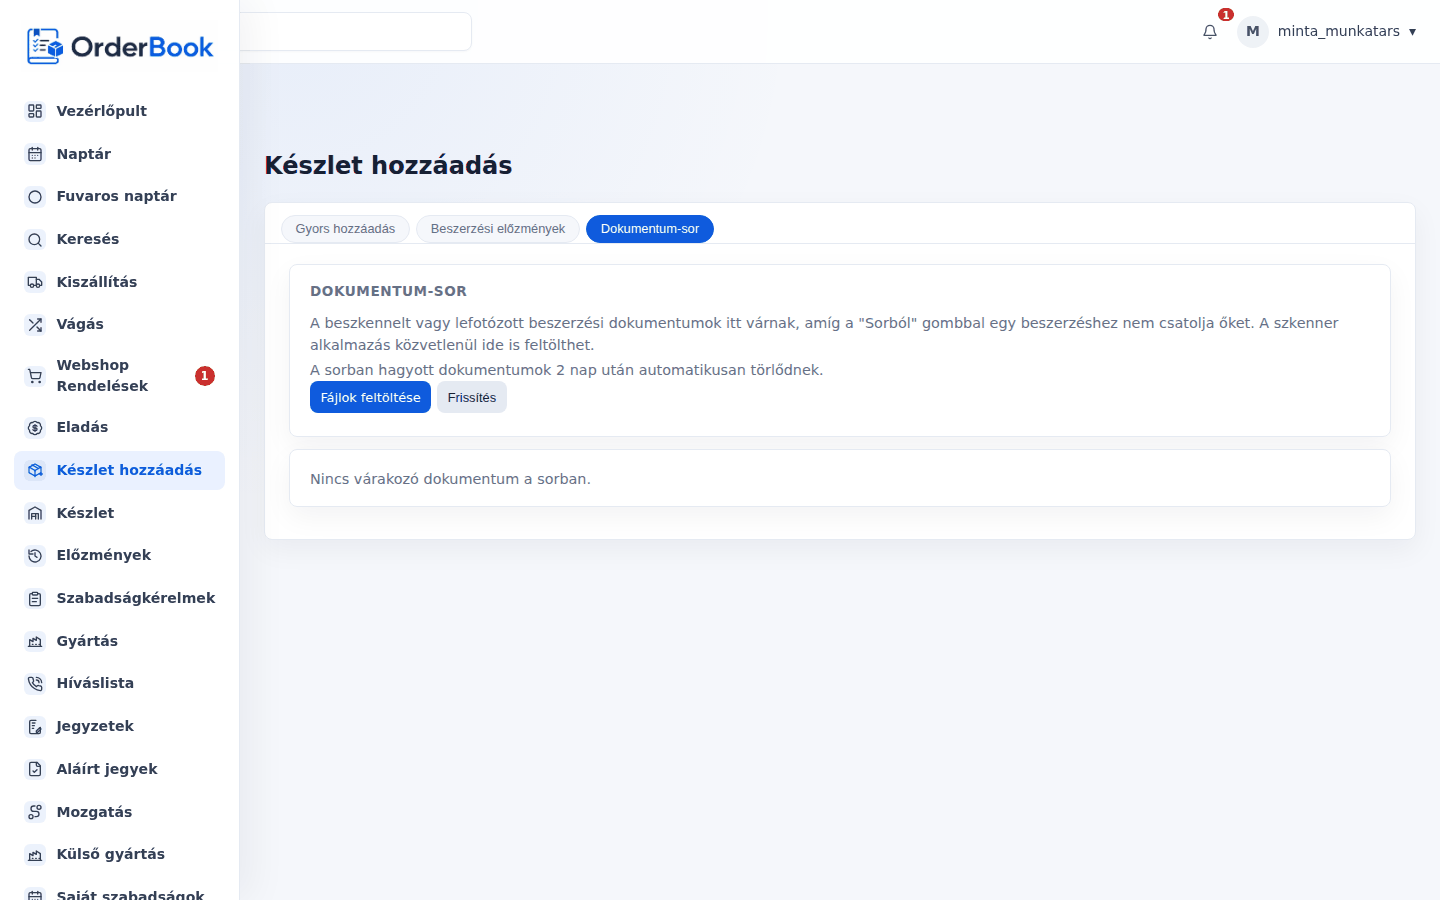 OrderBook
1
M
minta_munkatars ▾
Vezérlőpult
Naptár
Fuvaros naptár
Keresés
Kiszállítás
Vágás
Webshop
Rendelések
1
Eladás
Készlet hozzáadás
Készlet
Előzmények
Szabadságkérelmek
Gyártás
Híváslista
Jegyzetek
Aláírt jegyek
Mozgatás
Külső gyártás
Saját szabadságok
Készlet hozzáadás
Gyors hozzáadás
Beszerzési előzmények
Dokumentum-sor
DOKUMENTUM-SOR
A beszkennelt vagy lefotózott beszerzési dokumentumok itt várnak, amíg a "Sorból" gombbal egy beszerzéshez nem csatolja őket. A szkenner
alkalmazás közvetlenül ide is feltölthet.
A sorban hagyott dokumentumok 2 nap után automatikusan törlődnek.
Fájlok feltöltése
Frissítés
Nincs várakozó dokumentum a sorban.